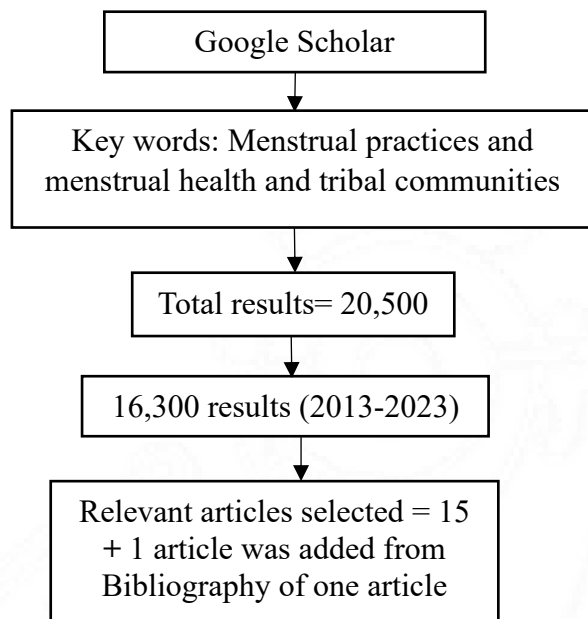 Google Scholar
Key words: Menstrual practices and
menstrual health and tribal communities
Total results= 20,500
16,300 results (2013-2023)
Relevant articles selected = 15
+ 1 article was added from
Bibliography of one article